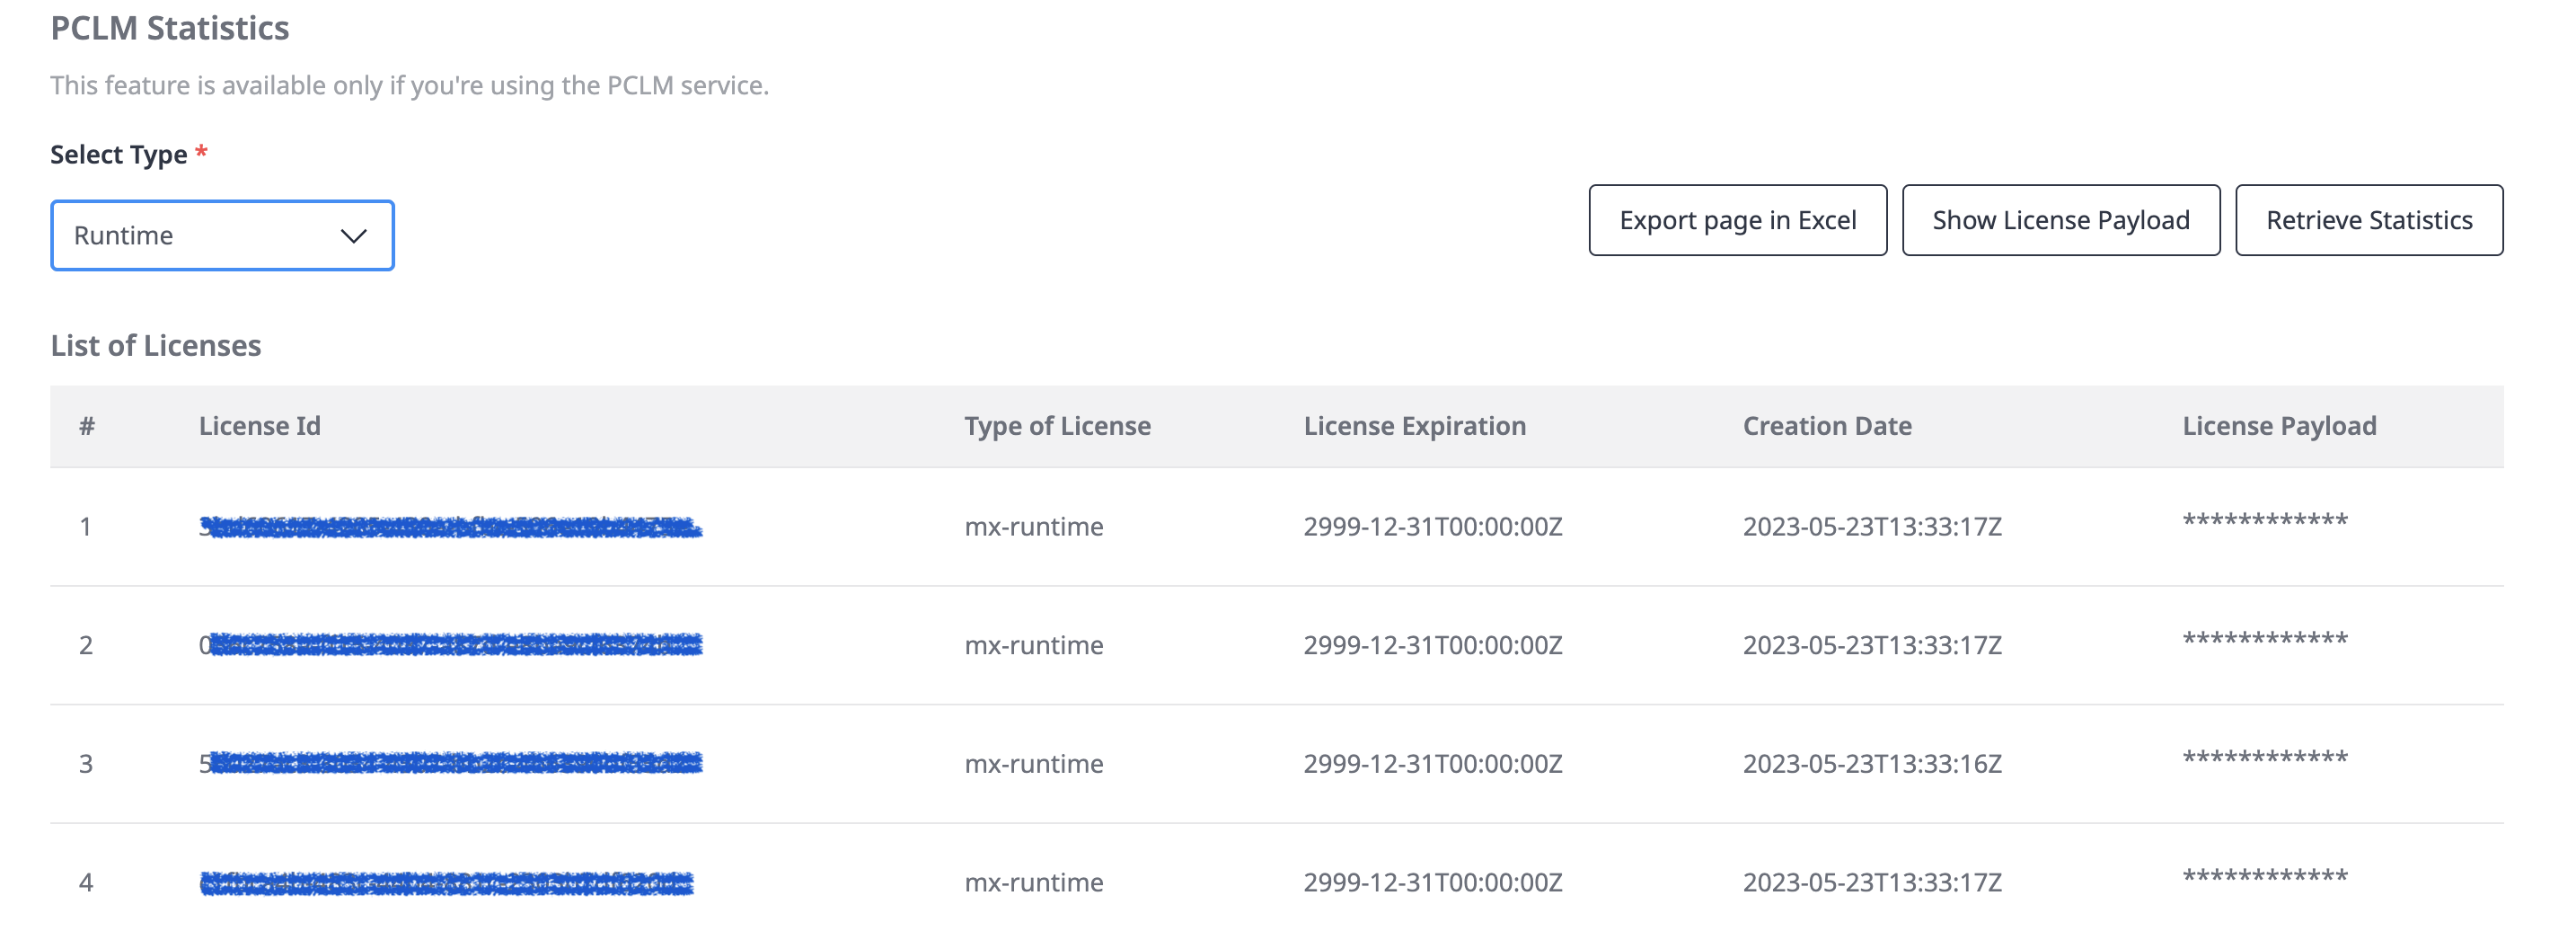 PCLM Statistics
This feature is available only if you're using the PCLM service.
Select Type *
Runtime
Export page in Excel Show License Payload Retrieve Statistics
List of Licenses
# License Id Type of License License Expiration Creation Date License Payload
1 mx-runtime 2999-12-31T00:00:00Z 2023-05-23T13:33:17Z ************
2 mx-runtime 2999-12-31T00:00:00Z 2023-05-23T13:33:17Z ************
3 mx-runtime 2999-12-31T00:00:00Z 2023-05-23T13:33:16Z ************
4 mx-runtime 2999-12-31T00:00:00Z 2023-05-23T13:33:17Z ************